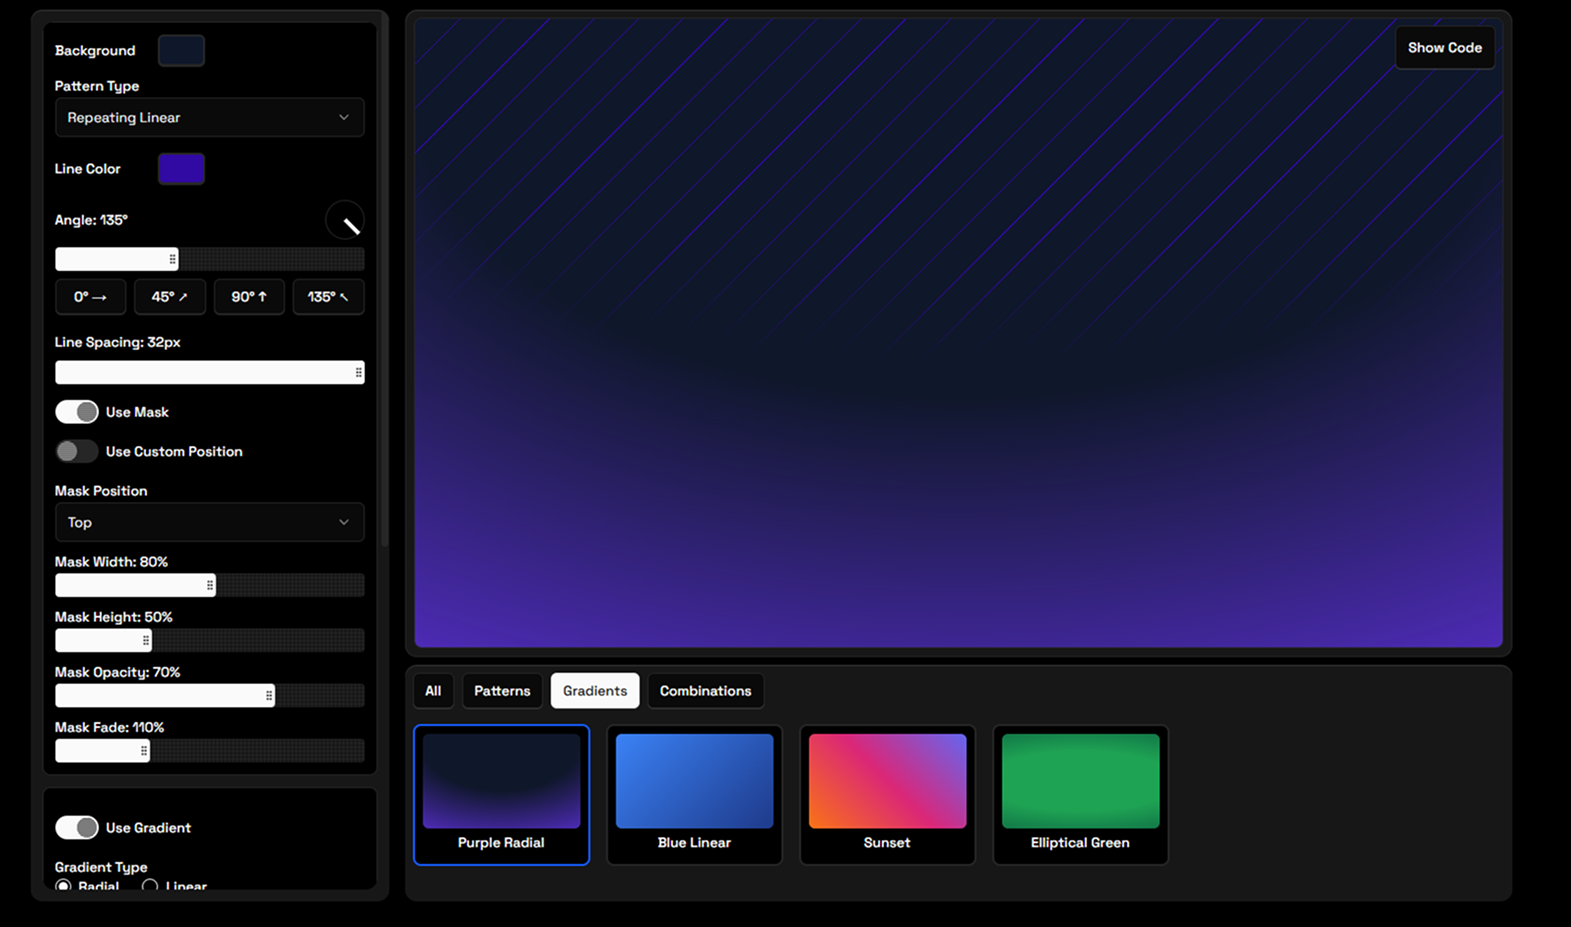 Background
Pattern Type
Repeating Linear
Line Color
Angle: 135°
0° → 45° ↗ 90° ↑ 135° ↖
Line Spacing: 32px
Use Mask
Use Custom Position
Mask Position
Top
Mask Width: 80%
Mask Height: 50%
Mask Opacity: 70%
Mask Fade: 110%
Use Gradient
Gradient Type
Radial Linear
Show Code
All Patterns Gradients Combinations
Purple Radial Blue Linear Sunset Elliptical Green